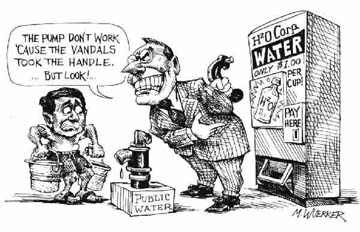 THE PUMP DON'T WORK
'CAUSE THE VANDALS
TOOK THE HANDLE.
... BUT LOOK!...
H2O Corp.
WATER
ONLY $1.00
PER
CUP!
H2O
PAY
HERE
PUBLIC
WATER
M. WUERKER